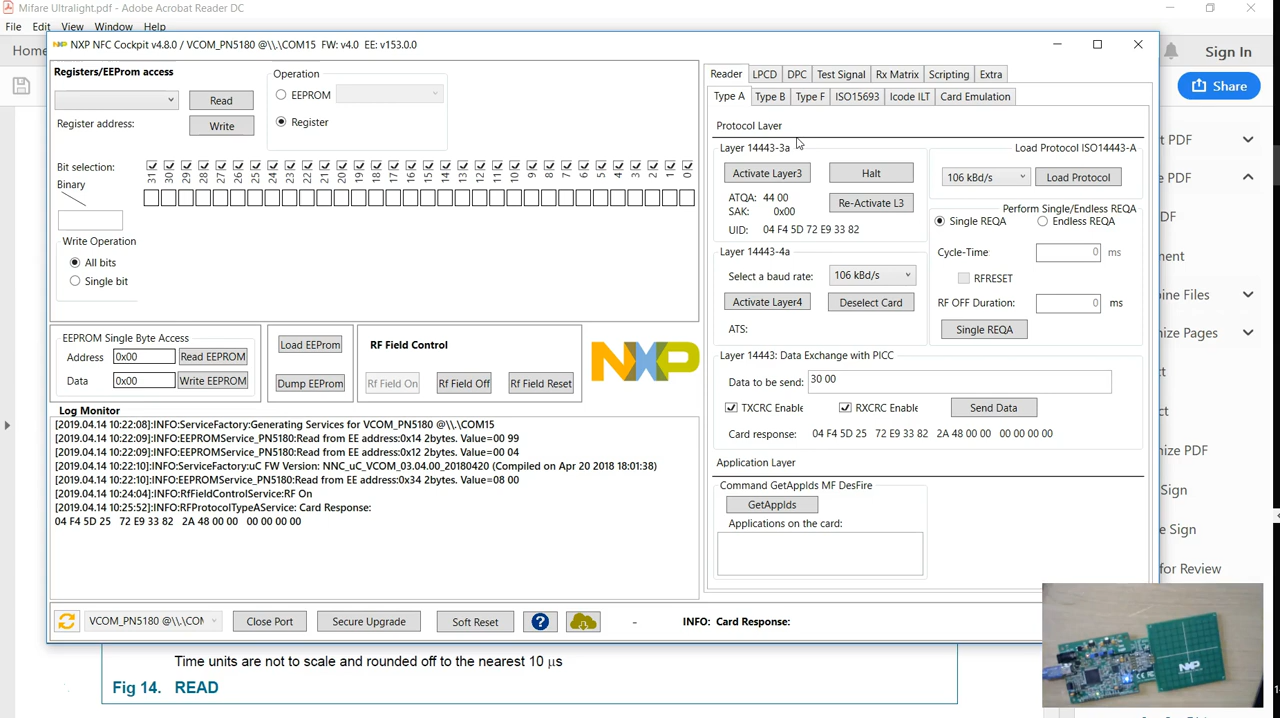 Mifare Ultralight.pdf - Adobe Acrobat Reader DC
File Edit View Window Help
Home
Sign In
Share
NXP NFC Cockpit v4.8.0 / VCOM_PN5180 @\\.\COM15 FW: v4.0 EE: v153.0.0
Registers/EEProm access
Operation
Read
EEPROM
Register address:
Write
Register
Bit selection:
31 30 29 28 27 26 25 24 23 22 21 20 19 18 17 16 15 14 13 12 11 10 9 8 7 6 5 4 3 2 1 0
Binary
Write Operation
All bits
Single bit
EEPROM Single Byte Access
Address 0x00 Read EEPROM
Data 0x00 Write EEPROM
Load EEProm
Dump EEProm
RF Field Control
Rf Field On Rf Field Off Rf Field Reset
NXP
Log Monitor
[2019.04.14 10:22:08]:INFO:ServiceFactory:Generating Services for VCOM_PN5180 @\\.\COM15
[2019.04.14 10:22:09]:INFO:EEPROMService_PN5180:Read from EE address:0x14 2bytes. Value=00 99
[2019.04.14 10:22:09]:INFO:EEPROMService_PN5180:Read from EE address:0x12 2bytes. Value=00 04
[2019.04.14 10:22:10]:INFO:ServiceFactory:uC FW Version: NNC_uC_VCOM_03.04.00_20180420 (Compiled on Apr 20 2018 18:01:38)
[2019.04.14 10:22:10]:INFO:EEPROMService_PN5180:Read from EE address:0x34 2bytes. Value=08 00
[2019.04.14 10:24:04]:INFO:RfFieldControlService:RF On
[2019.04.14 10:25:52]:INFO:RFProtocolTypeAService: Card Response:
04 F4 5D 25 72 E9 33 82 2A 48 00 00 00 00 00 00
Reader LPCD DPC Test Signal Rx Matrix Scripting Extra
Type A Type B Type F ISO15693 Icode ILT Card Emulation
Protocol Layer
Layer 14443-3a
Activate Layer3 Halt
ATQA: 44 00
SAK: 0x00
Re-Activate L3
UID: 04 F4 5D 72 E9 33 82
Load Protocol ISO14443-A
106 kBd/s Load Protocol
Perform Single/Endless REQA
Single REQA Endless REQA
Cycle-Time: 0 ms
RFRESET
RF OFF Duration: 0 ms
Single REQA
Layer 14443-4a
Select a baud rate: 106 kBd/s
Activate Layer4 Deselect Card
ATS:
Layer 14443: Data Exchange with PICC
Data to be send: 30 00
TXCRC Enable RXCRC Enable Send Data
Card response: 04 F4 5D 25 72 E9 33 82 2A 48 00 00 00 00 00 00
Application Layer
Command GetAppIds MF DesFire
GetAppIds
Applications on the card:
VCOM_PN5180 @\\.\COM Close Port Secure Upgrade Soft Reset ? - INFO: Card Response:
t PDF
PDF
DF
ment
bine Files
nize Pages
ct
ct
ze PDF
Sign
ne Sign
for Review
NXP
Time units are not to scale and rounded off to the nearest 10 μs
Fig 14. READ